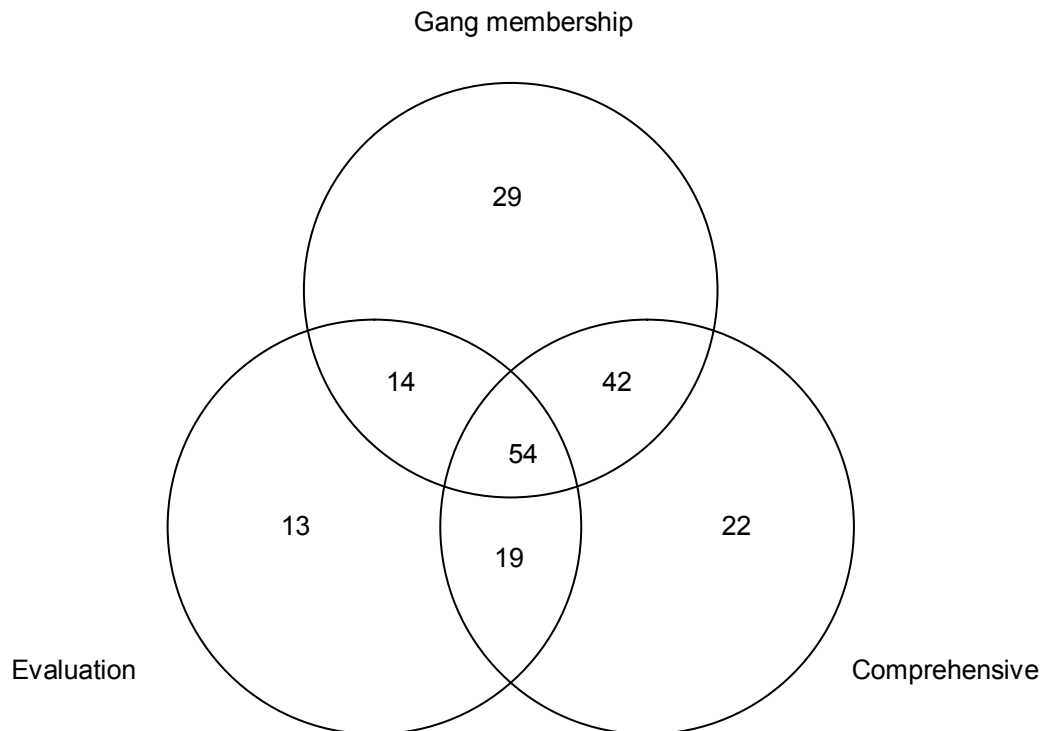 Gang membership
29
14
42
54
13
22
19
Evaluation
Comprehensive